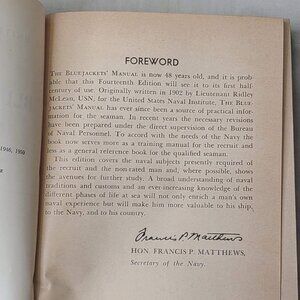 FOREWORD
THE BLUEJACKETS' MANUAL is now 48 years old, and it is prob
able that this Fourteenth Edition will see it to its first half
century of use. Originally written in 1902 by Lieutenant Ridley
McLean, USN, for the United States Naval Institute, THE BLUE
JACKETS' MANUAL has ever since been a source of practical infor
mation for the seaman. In recent years the necessary revisions
have been prepared under the direct supervision of the Bureau
of Naval Personnel. To accord with the needs of the Navy the
book now serves more as a training manual for the recruit and
less as a general reference book for the qualified seaman.
This edition covers the naval subjects presently required of
the recruit and the non-rated man and, where possible, shows
the avenues for further study. A broad understanding of naval
traditions and customs and an ever-increasing knowledge of the
different phases of life at sea will not only enrich a man's own
naval experience but will make him more valuable to his ship,
to the Navy, and to his country.
Francis P. Matthews
HON. FRANCIS P. MATTHEWS,
Secretary of the Navy.
1946, 1950